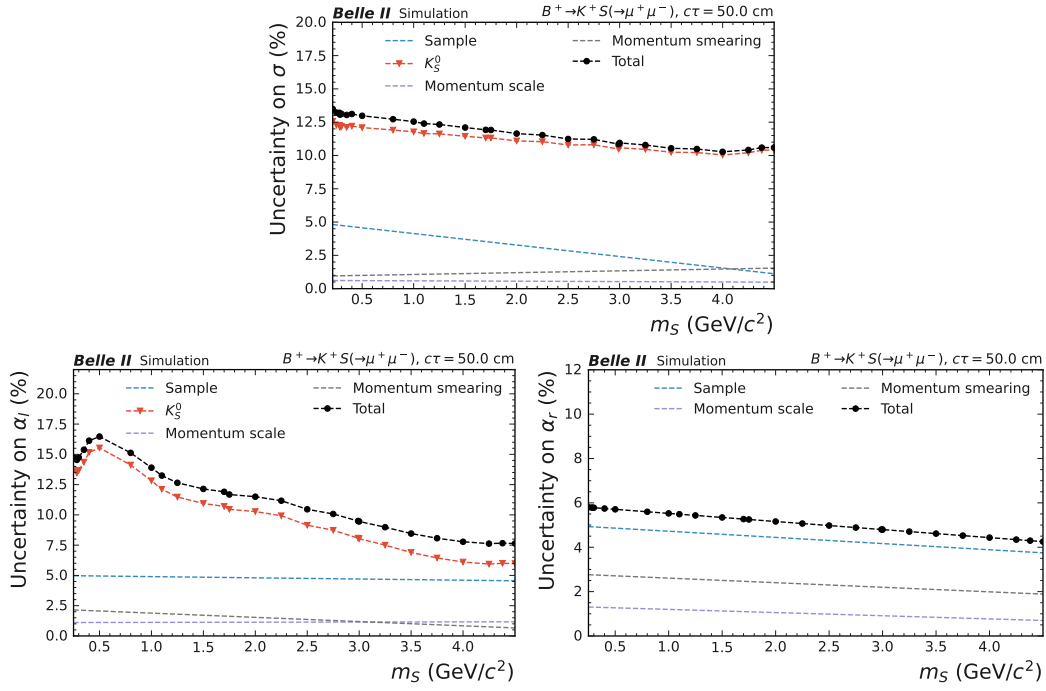 Belle II Simulation B⁺→K⁺S(→μ⁺μ⁻), cτ = 50.0 cm
Sample
K_S^0
Momentum scale
Momentum smearing
Total
Uncertainty on σ (%)
20.0
17.5
15.0
12.5
10.0
7.5
5.0
2.5
0.0
0.5 1.0 1.5 2.0 2.5 3.0 3.5 4.0
m_S (GeV/c²)
Belle II Simulation B⁺→K⁺S(→μ⁺μ⁻), cτ = 50.0 cm
Sample
K_S^0
Momentum scale
Momentum smearing
Total
Uncertainty on α_l (%)
20.0
17.5
15.0
12.5
10.0
7.5
5.0
2.5
0.0
0.5 1.0 1.5 2.0 2.5 3.0 3.5 4.0
m_S (GeV/c²)
Belle II Simulation B⁺→K⁺S(→μ⁺μ⁻), cτ = 50.0 cm
Sample
Momentum scale
Momentum smearing
Total
Uncertainty on α_r (%)
12
10
8
6
4
2
0
0.5 1.0 1.5 2.0 2.5 3.0 3.5 4.0
m_S (GeV/c²)